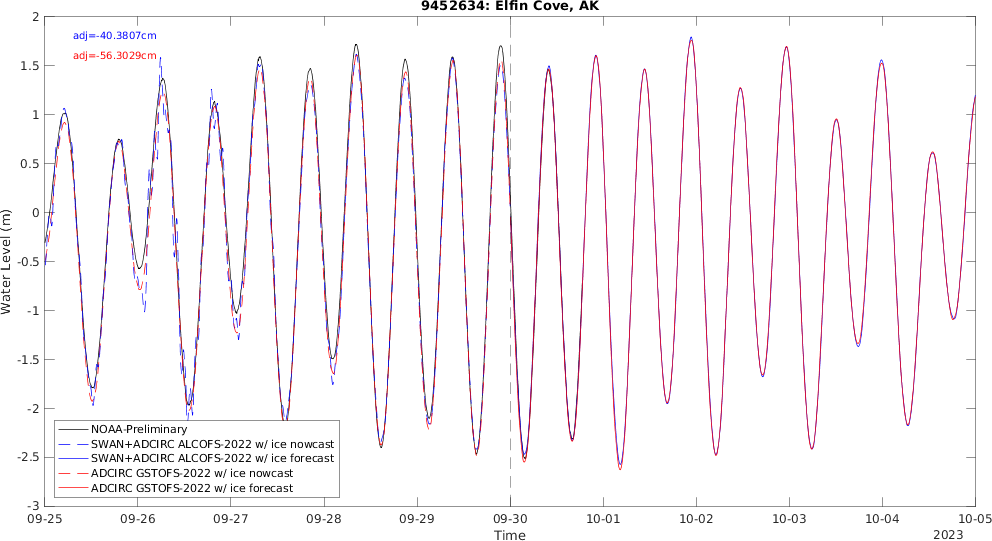 9452634: Elfin Cove, AK
adj=-40.3807cm
adj=-56.3029cm
2
1.5
1
0.5
0
-0.5
-1
-1.5
-2
-2.5
-3
Water Level (m)
NOAA-Preliminary
SWAN+ADCIRC ALCOFS-2022 w/ ice nowcast
SWAN+ADCIRC ALCOFS-2022 w/ ice forecast
ADCIRC GSTOFS-2022 w/ ice nowcast
ADCIRC GSTOFS-2022 w/ ice forecast
09-25 09-26 09-27 09-28 09-29 09-30 10-01 10-02 10-03 10-04 10-05
Time
2023